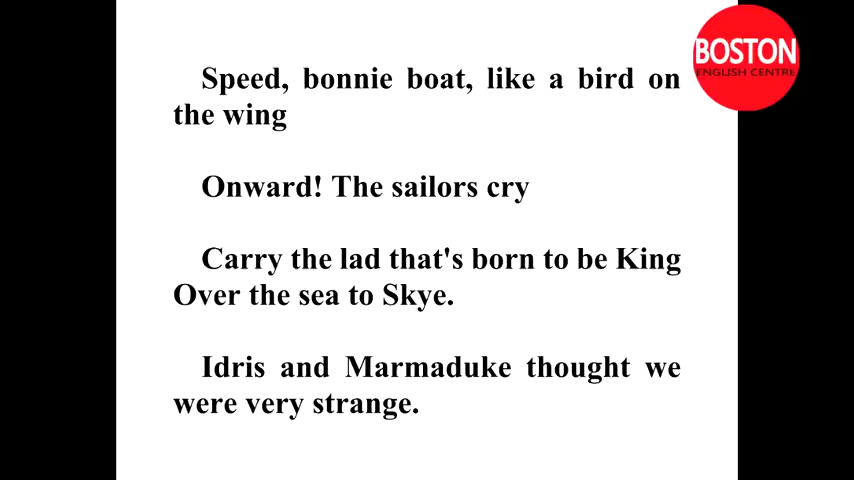 BOSTON
ENGLISH CENTRE
Speed, bonnie boat, like a bird on
the wing
Onward! The sailors cry
Carry the lad that's born to be King
Over the sea to Skye.
Idris and Marmaduke thought we
were very strange.